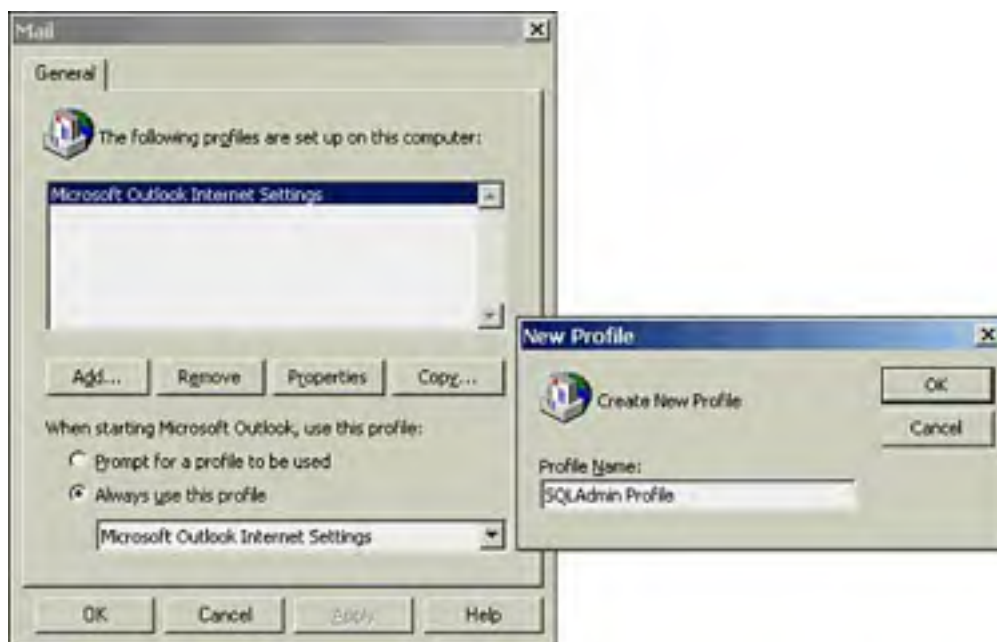 Mail
General
The following profiles are set up on this computer:
Microsoft Outlook Internet Settings
Add... Remove Properties Copy...
When starting Microsoft Outlook, use this profile:
Prompt for a profile to be used
Always use this profile
Microsoft Outlook Internet Settings
OK Cancel Apply Help
New Profile
Create New Profile
OK
Cancel
Profile Name:
SQLAdmin Profile